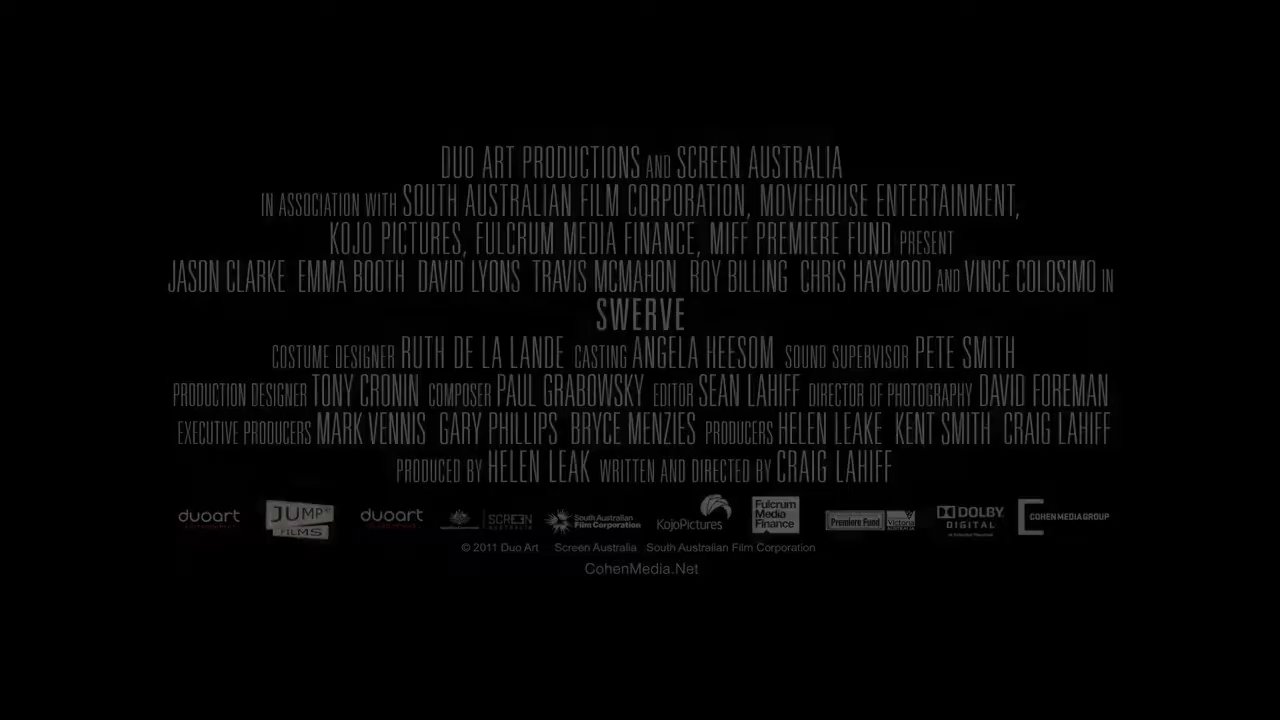 DUO ART PRODUCTIONS AND SCREEN AUSTRALIA
IN ASSOCIATION WITH SOUTH AUSTRALIAN FILM CORPORATION, MOVIEHOUSE ENTERTAINMENT,
KOJO PICTURES, FULCRUM MEDIA FINANCE, MIFF PREMIERE FUND PRESENT
JASON CLARKE EMMA BOOTH DAVID LYONS TRAVIS MCMAHON ROY BILLING CHRIS HAYWOOD AND VINCE COLOSIMO IN
SWERVE
COSTUME DESIGNER RUTH DE LA LANDE CASTING ANGELA HEESOM SOUND SUPERVISOR PETE SMITH
PRODUCTION DESIGNER TONY CRONIN COMPOSER PAUL GRABOWSKY EDITOR SEAN LAHIFF DIRECTOR OF PHOTOGRAPHY DAVID FOREMAN
EXECUTIVE PRODUCERS MARK VENNIS GARY PHILLIPS BRYCE MENZIES PRODUCERS HELEN LEAKE KENT SMITH CRAIG LAHIFF
PRODUCED BY HELEN LEAK WRITTEN AND DIRECTED BY CRAIG LAHIFF
duoart JUMP FILMS duoart SCREEN AUSTRALIA South Australian Film Corporation KojoPictures Fulcrum Media Finance Premiere Fund Victoria DOLBY DIGITAL COHEN MEDIA GROUP
© 2011 Duo Art Screen Australia South Australian Film Corporation
CohenMedia.Net